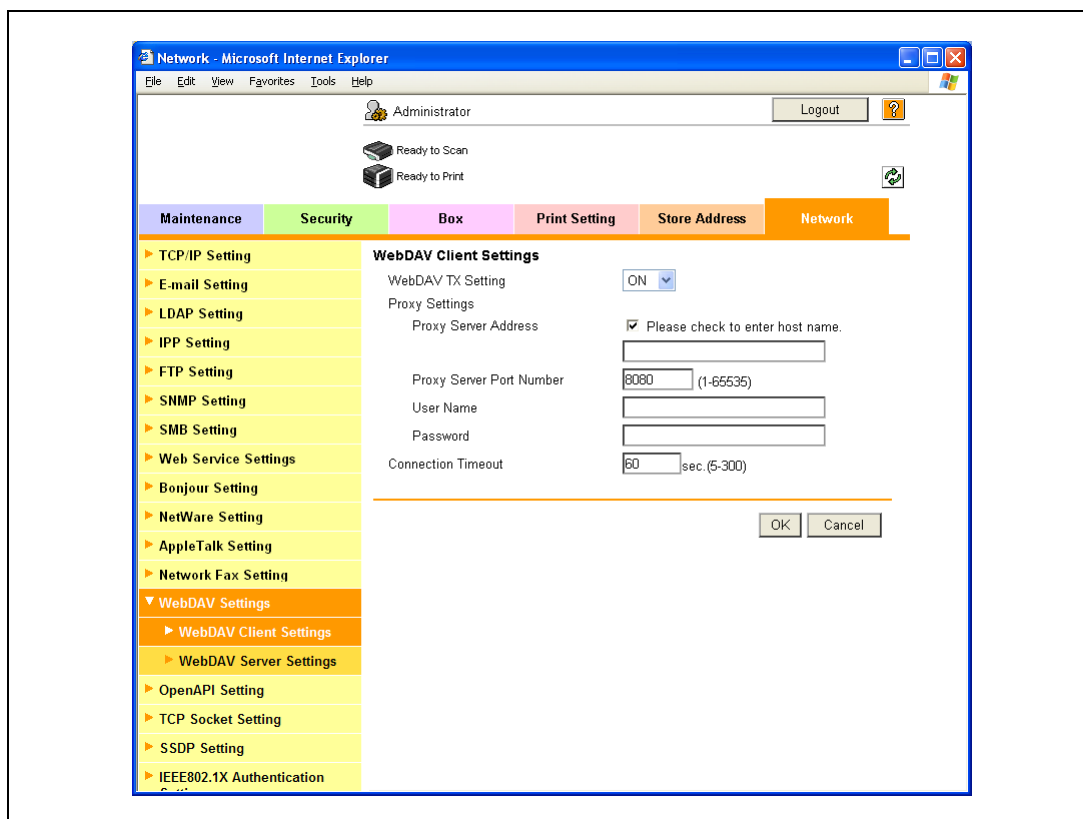 Network - Microsoft Internet Explorer
File Edit View Favorites Tools Help
Administrator
Logout
?
Ready to Scan
Ready to Print
Maintenance Security Box Print Setting Store Address Network
TCP/IP Setting
E-mail Setting
LDAP Setting
IPP Setting
FTP Setting
SNMP Setting
SMB Setting
Web Service Settings
Bonjour Setting
NetWare Setting
AppleTalk Setting
Network Fax Setting
WebDAV Settings
WebDAV Client Settings
WebDAV Server Settings
OpenAPI Setting
TCP Socket Setting
SSDP Setting
IEEE802.1X Authentication
WebDAV Client Settings
WebDAV TX Setting ON
Proxy Settings
Proxy Server Address Please check to enter host name.
Proxy Server Port Number 8080 (1-65535)
User Name
Password
Connection Timeout 60 sec.(5-300)
OK Cancel